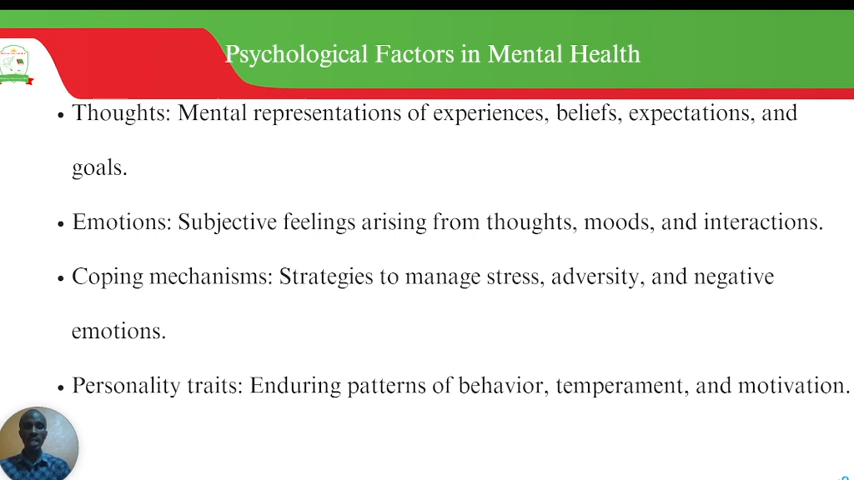 Psychological Factors in Mental Health
• Thoughts: Mental representations of experiences, beliefs, expectations, and
goals.
• Emotions: Subjective feelings arising from thoughts, moods, and interactions.
• Coping mechanisms: Strategies to manage stress, adversity, and negative
emotions.
• Personality traits: Enduring patterns of behavior, temperament, and motivation.